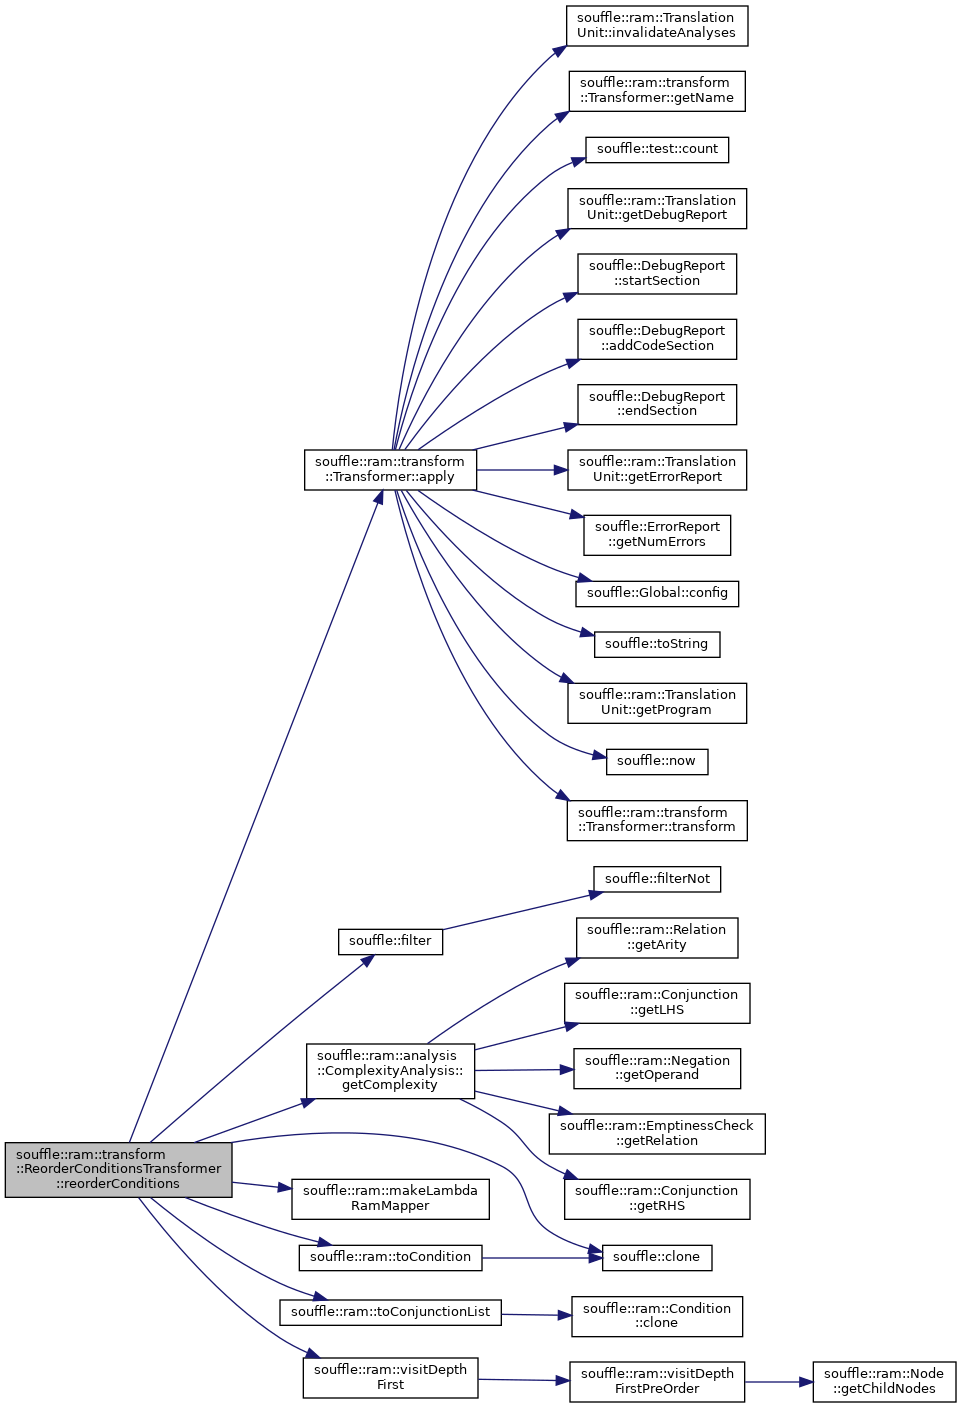 souffle::ram::Translation
Unit::invalidateAnalyses
souffle::ram::transform
::Transformer::getName
souffle::test::count
souffle::ram::Translation
Unit::getDebugReport
souffle::DebugReport
::startSection
souffle::DebugReport
::addCodeSection
souffle::DebugReport
::endSection
souffle::ram::transform
::Transformer::apply
souffle::ram::Translation
Unit::getErrorReport
souffle::ErrorReport
::getNumErrors
souffle::Global::config
souffle::toString
souffle::ram::Translation
Unit::getProgram
souffle::now
souffle::ram::transform
::Transformer::transform
souffle::filterNot
souffle::filter
souffle::ram::Relation
::getArity
souffle::ram::Conjunction
::getLHS
souffle::ram::analysis
::ComplexityAnalysis::
getComplexity
souffle::ram::Negation
::getOperand
souffle::ram::EmptinessCheck
::getRelation
souffle::ram::transform
::ReorderConditionsTransformer
::reorderConditions
souffle::ram::makeLambda
RamMapper
souffle::ram::Conjunction
::getRHS
souffle::ram::toCondition
souffle::clone
souffle::ram::toConjunctionList
souffle::ram::Condition
::clone
souffle::ram::visitDepth
First
souffle::ram::visitDepth
FirstPreOrder
souffle::ram::Node
::getChildNodes